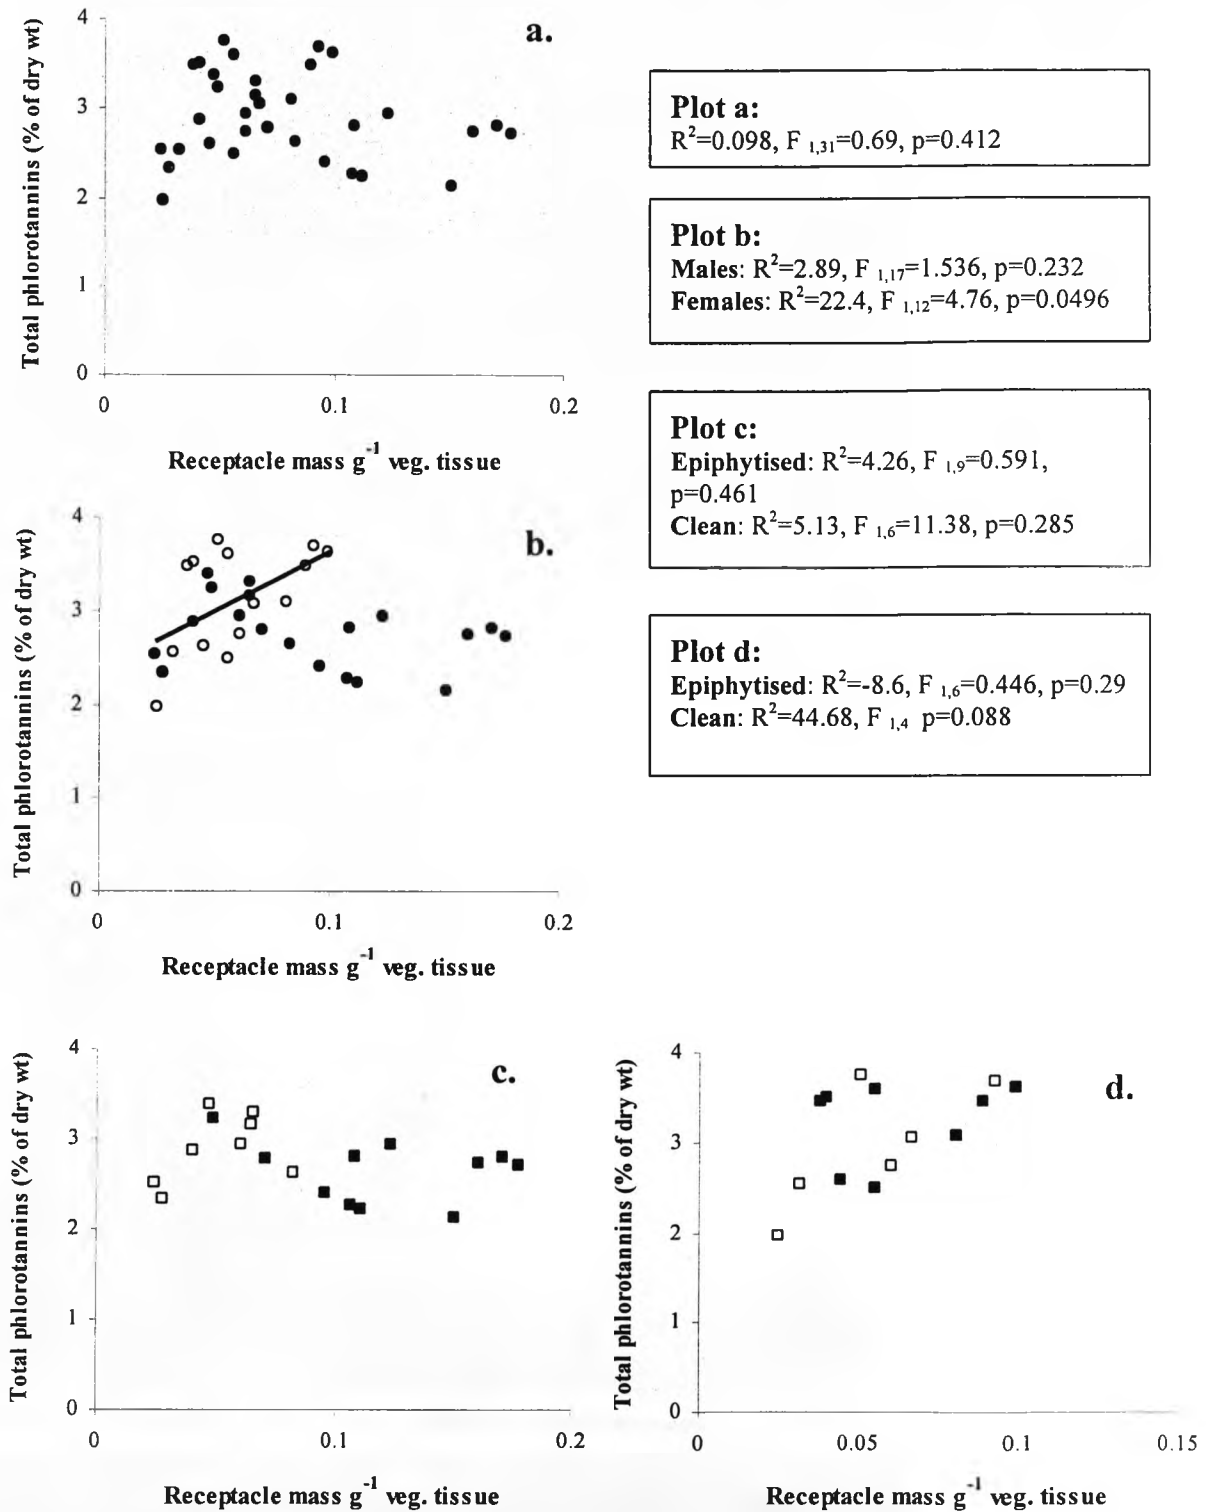 4
a.
3
2
1
0
0
0.1
0.2
Total phlorotannins (% of dry wt)
Receptacle mass g⁻¹ veg. tissue
Plot a:
R²=0.098, F 1,31=0.69, p=0.412
Plot b:
Males: R²=2.89, F 1,17=1.536, p=0.232
Females: R²=22.4, F 1,12=4.76, p=0.0496
Plot c:
Epiphytised: R²=4.26, F 1,9=0.591,
p=0.461
Clean: R²=5.13, F 1,6=11.38, p=0.285
Plot d:
Epiphytised: R²=-8.6, F 1,6=0.446, p=0.29
Clean: R²=44.68, F 1,4 p=0.088
4
b.
3
2
1
0
0
0.1
0.2
Total phlorotannins (% of dry wt)
Receptacle mass g⁻¹ veg. tissue
4
c.
3
2
1
0
0
0.1
0.2
Total phlorotannins (% of dry wt)
Receptacle mass g⁻¹ veg. tissue
4
d.
3
2
1
0
0
0.05
0.1
0.15
Total phlorotannins (% of dry wt)
Receptacle mass g⁻¹ veg. tissue